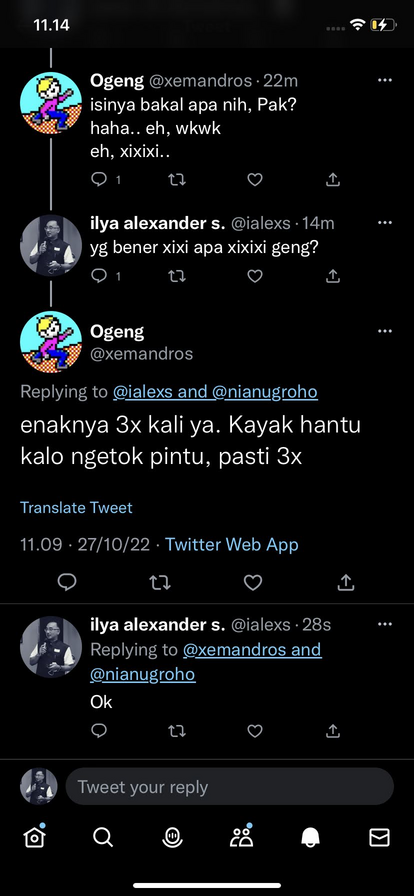 11.14
Ogeng @xemandros · 22m
isinya bakal apa nih, Pak?
haha.. eh, wkwk
eh, xixixi..
1
ilya alexander s. @ialexs · 14m
yg bener xixi apa xixixi geng?
1
Ogeng
@xemandros
Replying to @ialexs and @nianugroho
enaknya 3x kali ya. Kayak hantu
kalo ngetok pintu, pasti 3x
Translate Tweet
11.09 · 27/10/22 · Twitter Web App
ilya alexander s. @ialexs · 28s
Replying to @xemandros and
@nianugroho
Ok
Tweet your reply